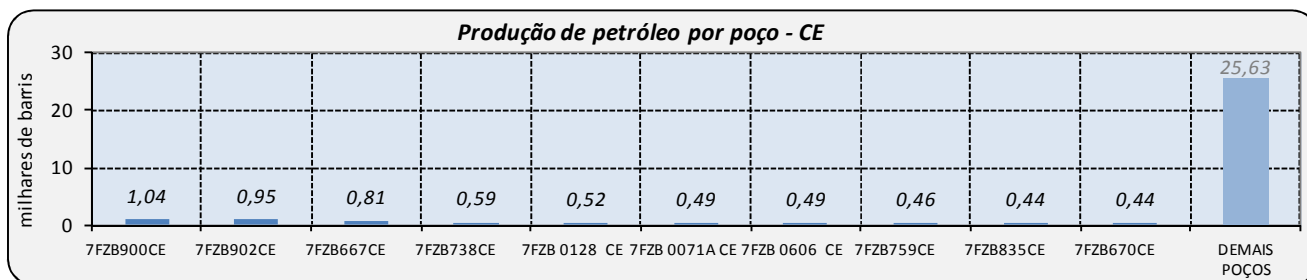 Produção de petróleo por poço - CE
milhares de barris
30
20
10
0
1,04
0,95
0,81
0,59
0,52
0,49
0,49
0,46
0,44
0,44
25,63
7FZB900CE
7FZB902CE
7FZB667CE
7FZB738CE
7FZB 0128 CE
7FZB 0071A CE
7FZB 0606 CE
7FZB759CE
7FZB835CE
7FZB670CE
DEMAIS
POÇOS